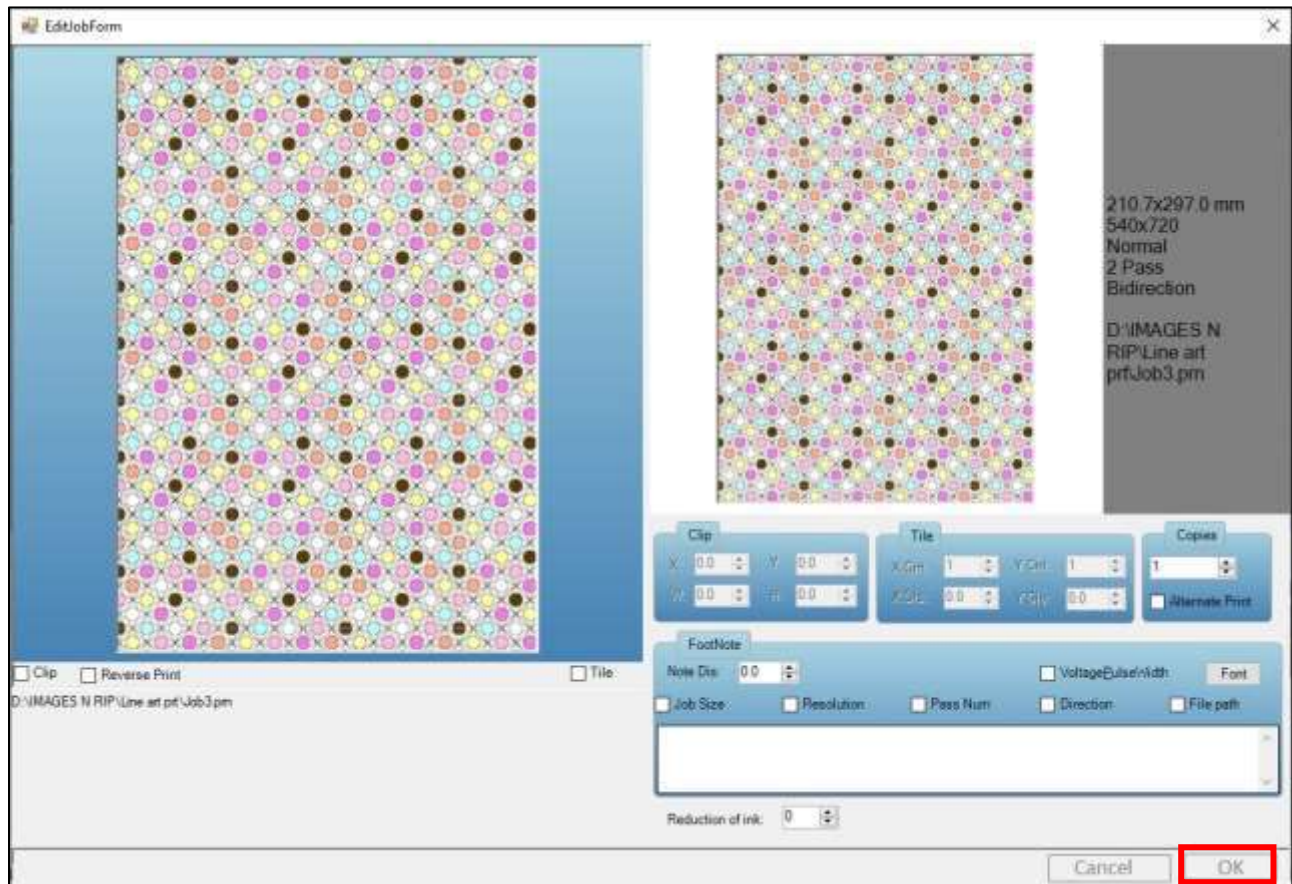 EditJobForm
210.7x297.0 mm
540x720
Normal
2 Pass
Bidirection
D:\IMAGES N
RIP\Line art
prf\Job3.prn
Clip
Tile
Copies
X 0.0 Y 0.0
X Cnt 1 Y Cnt 1
1
W 0.0 H 0.0
0.0 0.0
Alternate Print
Clip Reverse Print Tile
D:\IMAGES N RIP\Line art prf\Job3.prn
FootNote
Note Dis 0.0 VoltagePulseWidth Font
Job Size Resolution Pass Num Direction File path
Reduction of ink: 0
Cancel OK